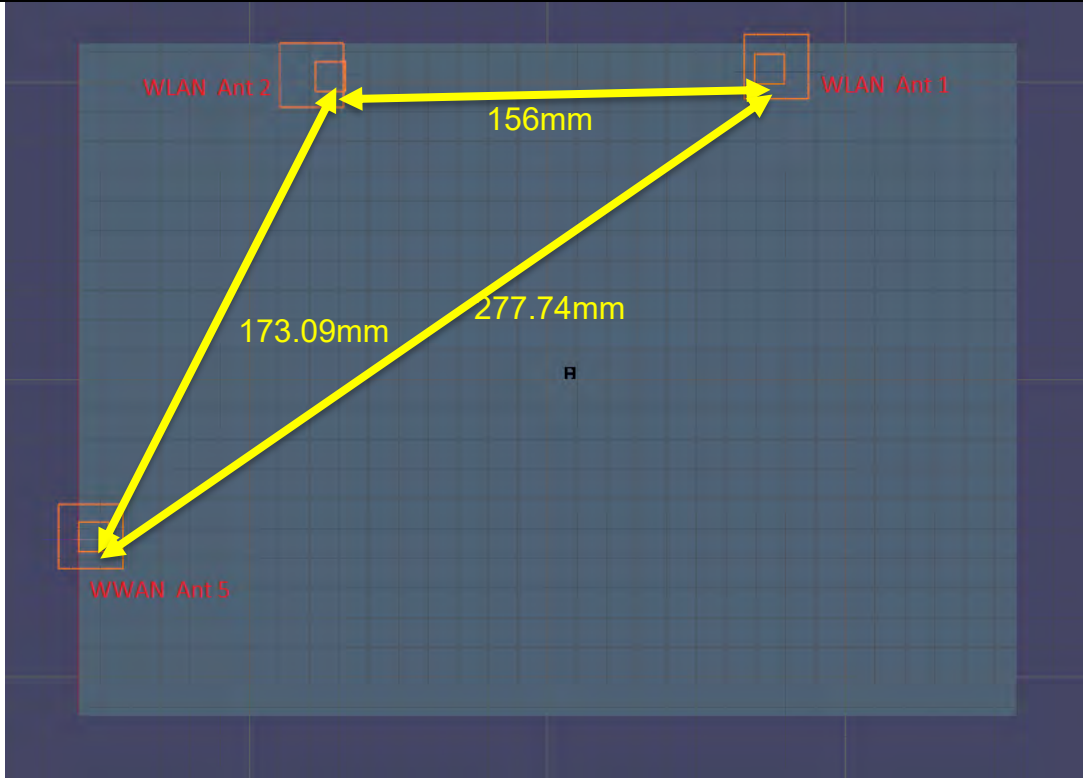 WLAN Ant 2
WLAN Ant 1
156mm
277.74mm
173.09mm
WWAN Ant 5